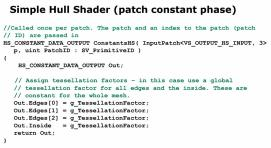 Simple Hull Shader (patch constant phase)
//Called once per patch. The patch and an index to the patch (patch
// ID) are passed in
HS_CONSTANT_DATA_OUTPUT ConstantsHS( InputPatch<VS_OUTPUT_HS_INPUT, 3>
p, uint PatchID : SV_PrimitiveID )
{
HS_CONSTANT_DATA_OUTPUT Out;
// Assign tessellation factors - in this case use a global
// tessellation factor for all edges and the inside. These are
// constant for the whole mesh.
Out.Edges[0] = g_TessellationFactor;
Out.Edges[1] = g_TessellationFactor;
Out.Edges[2] = g_TessellationFactor;
Out.Inside = g_TessellationFactor;
return Out;
}